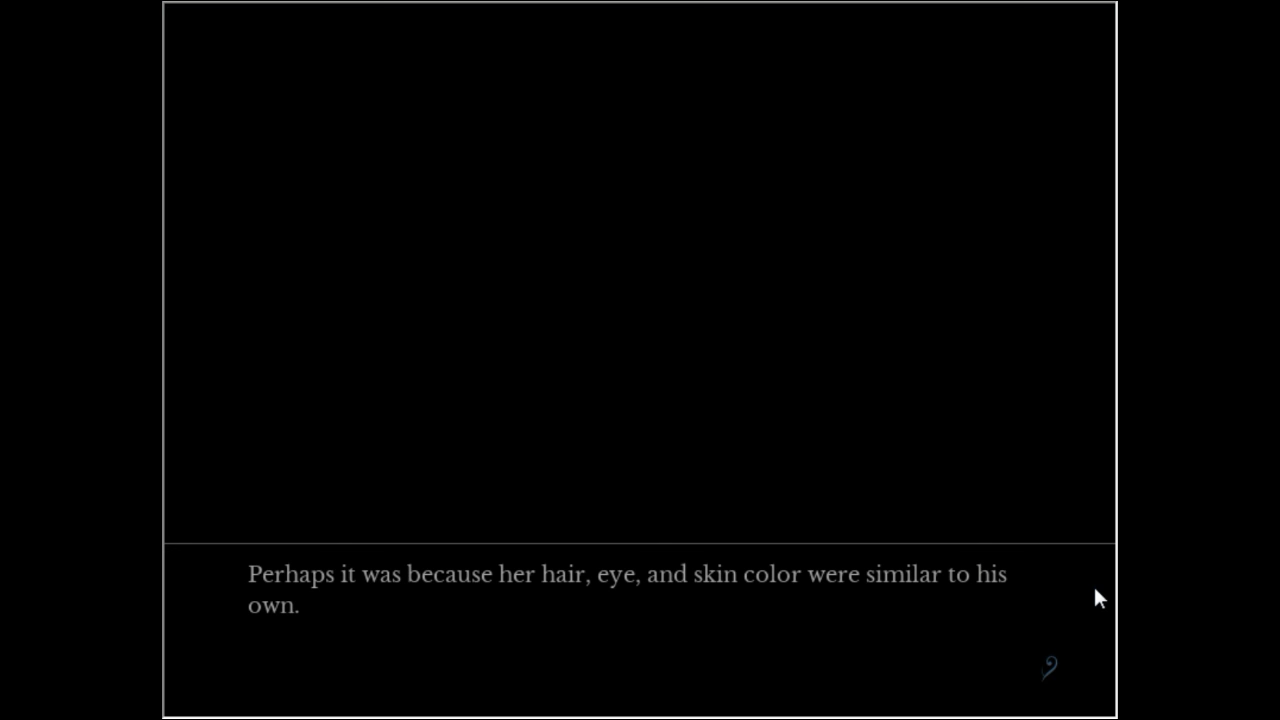 Perhaps it was because her hair, eye, and skin color were similar to his
own.